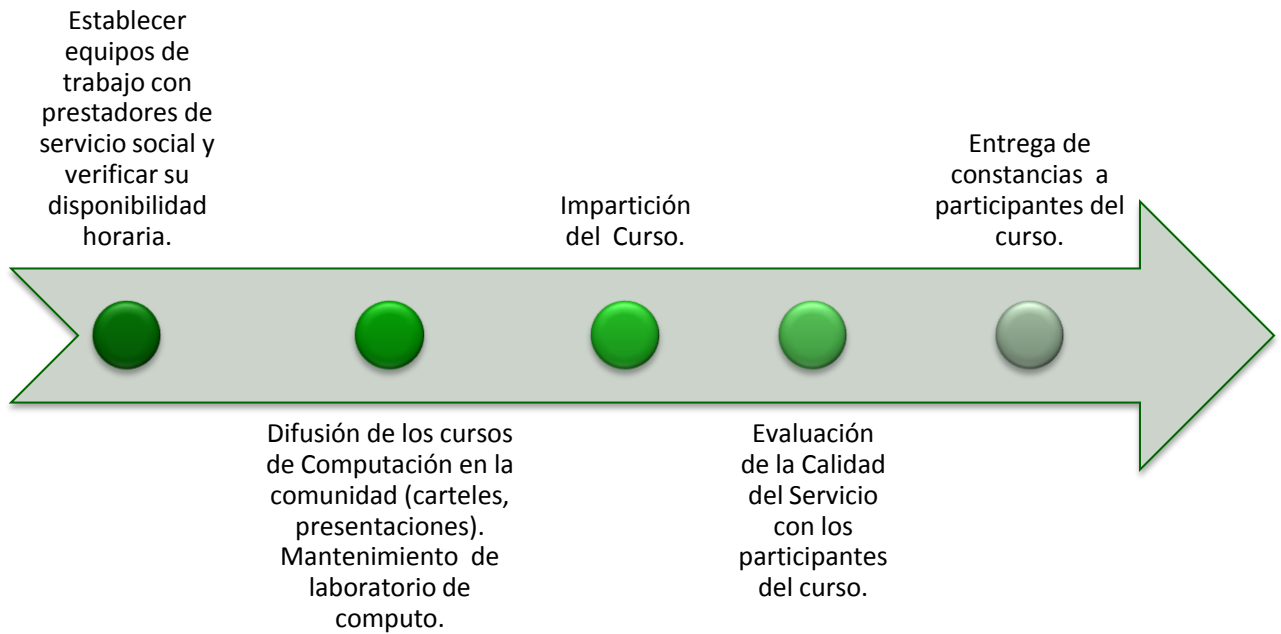 Establecer
equipos de
trabajo con
prestadores de
servicio social y
verificar su
disponibilidad
horaria.
Difusión de los cursos
de Computación en la
comunidad (carteles,
presentaciones).
Mantenimiento de
laboratorio de
computo.
Impartición
del Curso.
Evaluación
de la Calidad
del Servicio
con los
participantes
del curso.
Entrega de
constancias a
participantes del
curso.